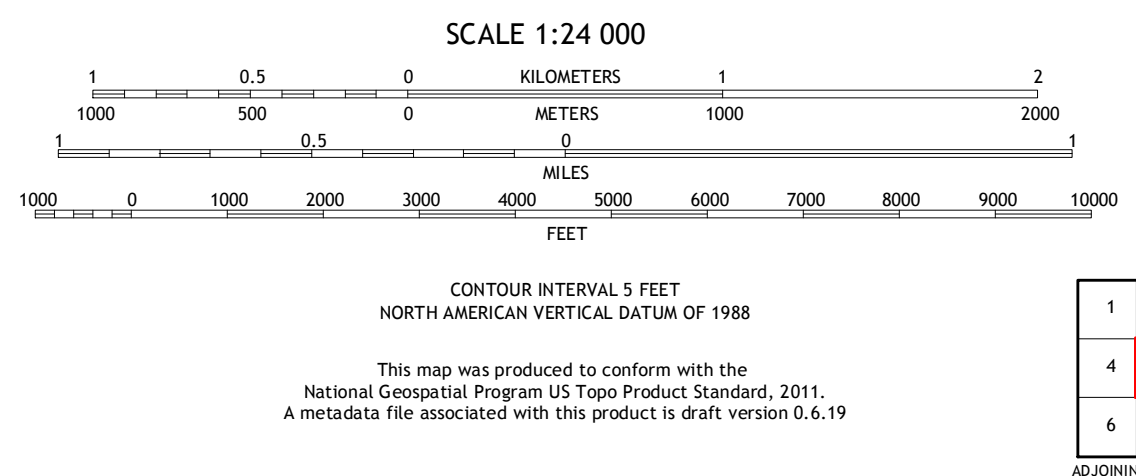 SCALE 1:24 000
1 0.5 0 KILOMETERS 1 2
1000 500 0 METERS 1000 2000
1 0.5 0 1
MILES
1000 0 1000 2000 3000 4000 5000 6000 7000 8000 9000 10000
FEET
CONTOUR INTERVAL 5 FEET
NORTH AMERICAN VERTICAL DATUM OF 1988
This map was produced to conform with the
National Geospatial Program US Topo Product Standard, 2011.
A metadata file associated with this product is draft version 0.6.19
1
4
6
ADJOININ